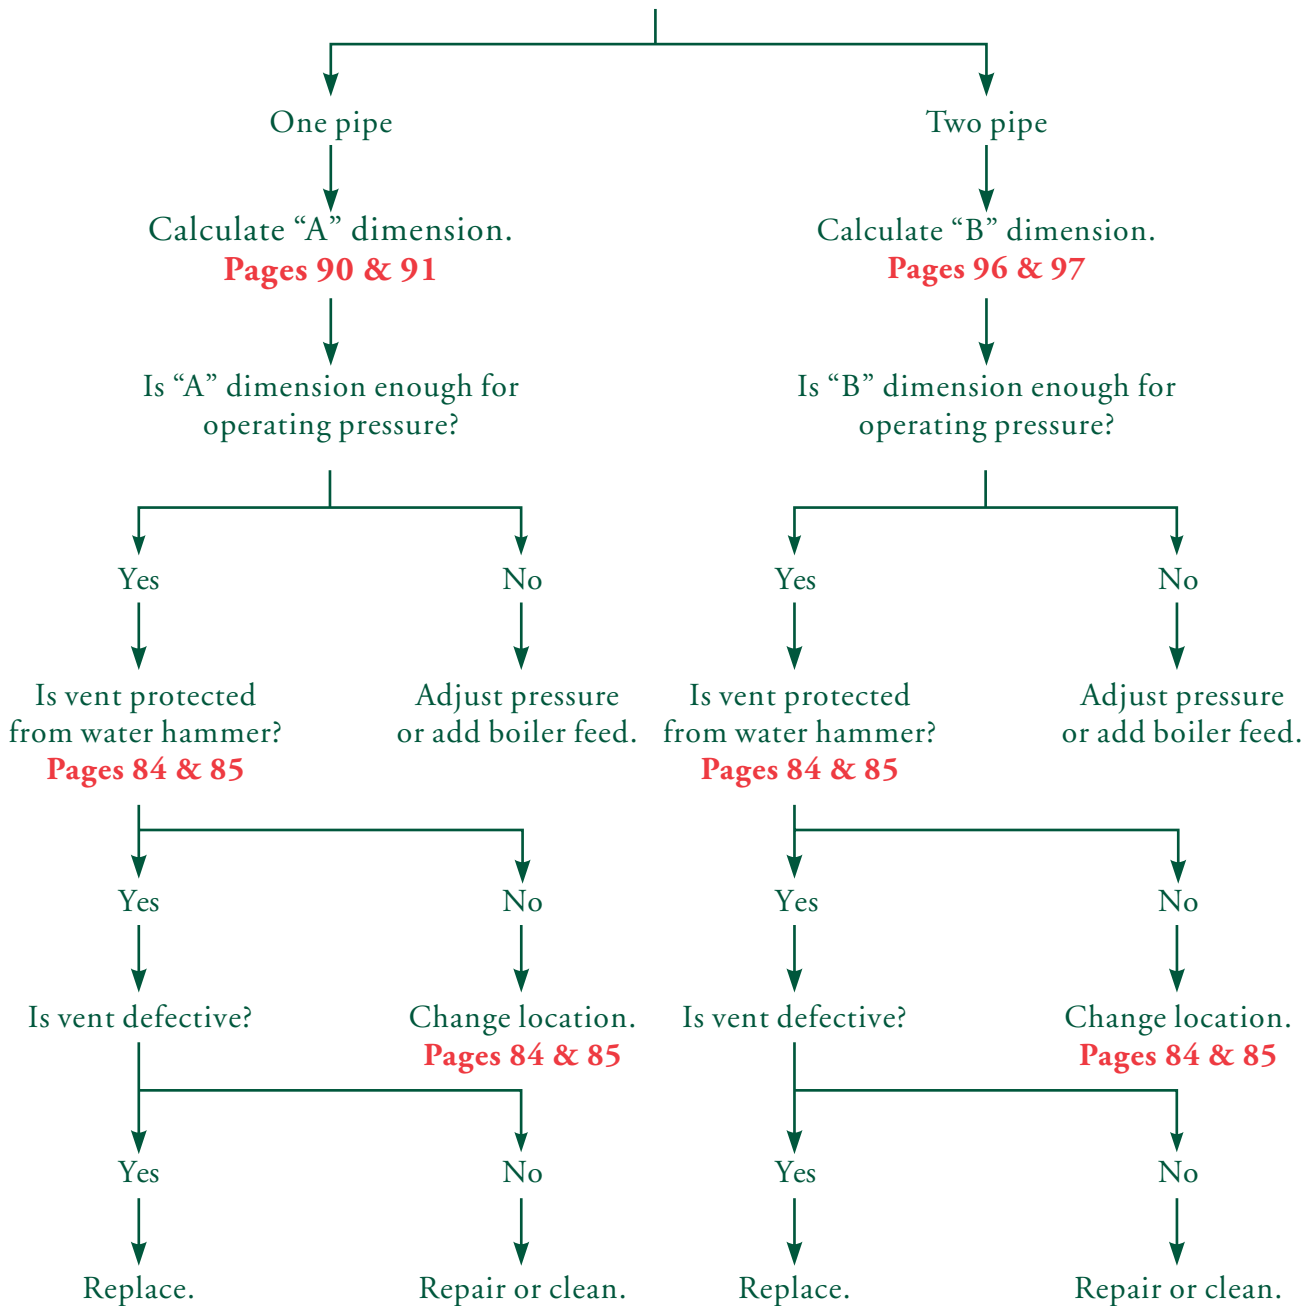 One pipe
Two pipe
Calculate “A” dimension.
Pages 90 & 91
Calculate “B” dimension.
Pages 96 & 97
Is “A” dimension enough for
operating pressure?
Is “B” dimension enough for
operating pressure?
Yes
No
Yes
No
Is vent protected
from water hammer?
Pages 84 & 85
Adjust pressure
or add boiler feed.
Is vent protected
from water hammer?
Pages 84 & 85
Adjust pressure
or add boiler feed.
Yes
No
Yes
No
Is vent defective?
Change location.
Pages 84 & 85
Is vent defective?
Change location.
Pages 84 & 85
Yes
No
Yes
No
Replace.
Repair or clean.
Replace.
Repair or clean.